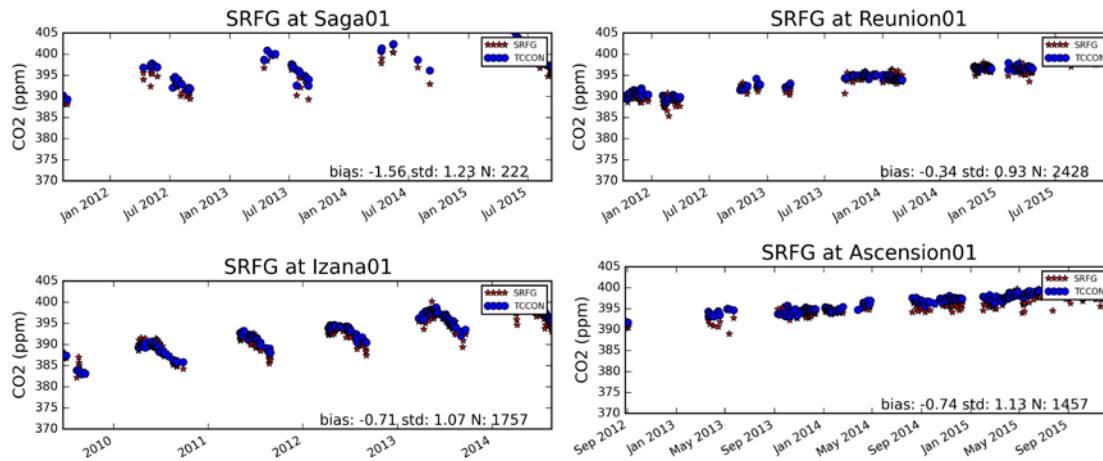 SRFG at Saga01
CO2 (ppm)
405
400
395
390
385
380
375
370
SRFG
TCCON
bias: -1.56 std: 1.23 N: 222
Jan 2012
Jul 2012
Jan 2013
Jul 2013
Jan 2014
Jul 2014
Jan 2015
Jul 2015
SRFG at Reunion01
CO2 (ppm)
405
400
395
390
385
380
375
370
SRFG
TCCON
bias: -0.34 std: 0.93 N: 2428
Jan 2012
Jul 2012
Jan 2013
Jul 2013
Jan 2014
Jul 2014
Jan 2015
Jul 2015
SRFG at Izana01
CO2 (ppm)
405
400
395
390
385
380
375
370
SRFG
TCCON
bias: -0.71 std: 1.07 N: 1757
2010
2011
2012
2013
2014
SRFG at Ascension01
CO2 (ppm)
405
400
395
390
385
380
375
370
SRFG
TCCON
bias: -0.74 std: 1.13 N: 1457
Sep 2012
Jan 2013
May 2013
Sep 2013
Jan 2014
May 2014
Sep 2014
Jan 2015
May 2015
Sep 2015